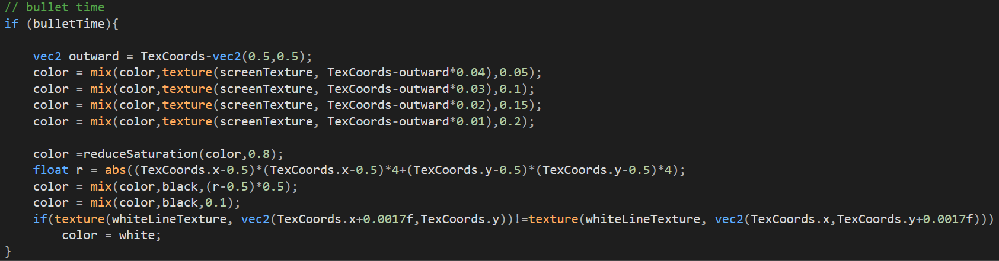 // bullet time
if (bulletTime){
vec2 outward = TexCoords-vec2(0.5,0.5);
color = mix(color,texture(screenTexture, TexCoords-outward*0.04),0.05);
color = mix(color,texture(screenTexture, TexCoords-outward*0.03),0.1);
color = mix(color,texture(screenTexture, TexCoords-outward*0.02),0.15);
color = mix(color,texture(screenTexture, TexCoords-outward*0.01),0.2);
color =reduceSaturation(color,0.8);
float r = abs((TexCoords.x-0.5)*(TexCoords.x-0.5)*4+(TexCoords.y-0.5)*(TexCoords.y-0.5)*4);
color = mix(color,black,(r-0.5)*0.5);
color = mix(color,black,0.1);
if(texture(whiteLineTexture, vec2(TexCoords.x+0.0017f,TexCoords.y))!=texture(whiteLineTexture, vec2(TexCoords.x,TexCoords.y+0.0017f)))
color = white;
}